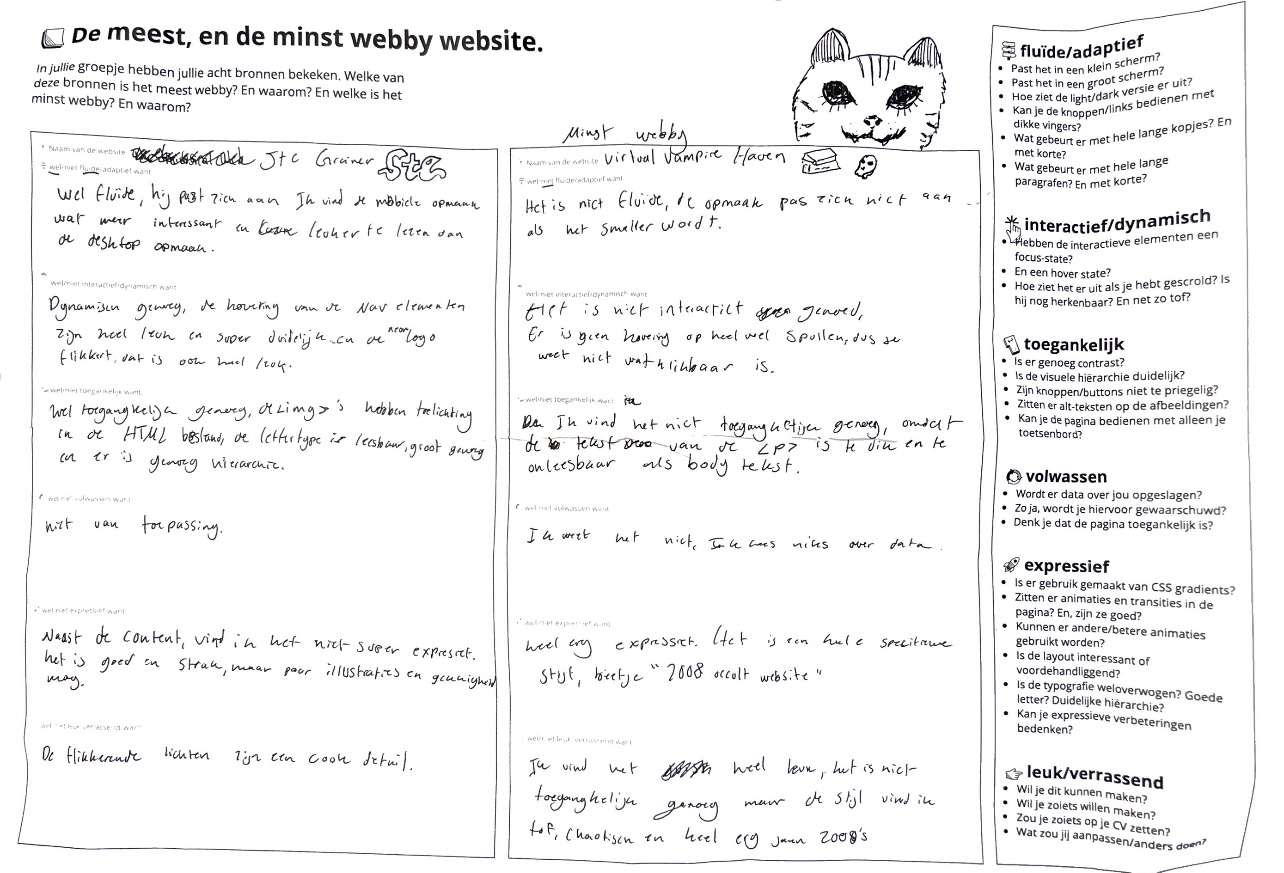 De meest, en de minst webby website.
In jullie groepje hebben jullie acht bronnen bekeken. Welke van
deze bronnen is het meest webby? En waarom? En welke is het
minst webby? En waarom?
Naam van de website Jtc Grainer Stc
wel/niet fluïde/adaptief want
Wel fluïde, hij past zich aan Ik vind de mobiele opmaak
wat meer interessant en leuker te lezen dan
de desktop opmaak.
wel/niet interactief/dynamisch want
Dynamisch genoeg, de hovering van de Nav elementen
zijn heel leuk en super duidelijk en de neon logo
flikkert, dat is ook heel leuk.
wel/niet toegankelijk want
Wel toegangkelijk genoeg, de <img>'s hebben toelichting
in de HTML bestand, de lettertype is leesbaar, groot genoeg
en er is genoeg hierarchie.
wel/niet volwassen want
niet van toepassing.
wel/niet expressief want
Naast de content, vind ik het niet super expressief.
het is goed en strak, maar paar illustraties en geinigheid
mag.
wel/niet leuk/verrassend want
De flikkerende lichten zijn een cook detail.
Minst webby
Naam van de website Virtual Vampire Haven
wel/niet fluïde/adaptief want
Het is niet fluïde, de opmaak pas zich niet aan
als het smaller wordt.
wel/niet interactief/dynamisch want
Het is niet interactief genoeg,
Er is geen hovering op heel veel spullen, dus je
weet niet wat klikbaar is.
wel/niet toegankelijk want
Ik vind het niet toegangkelijk genoeg, omdat
de tekst van de <p> is te dik en te
onleesbaar als body tekst.
wel/niet volwassen want
Ik weet het niet, Ik lees niks over data.
wel/niet expressief want
heel erg expressief. Het is een hele specifieke
stijl, beetje "2008 occult website"
wel/niet leuk/verrassend want
Ik vind het heel leuk, het is niet
toegangkelijk genoeg maar de stijl vind ik
tof, Chaotisch en heel erg jaren 2000's
fluïde/adaptief
• Past het in een klein scherm?
• Past het in een groot scherm?
• Hoe ziet de light/dark versie er uit?
• Kan je de knoppen/links bedienen met
dikke vingers?
• Wat gebeurt er met hele lange kopjes? En
met korte?
• Wat gebeurt er met hele lange
paragrafen? En met korte?
interactief/dynamisch
• Hebben de interactieve elementen een
focus-state?
• En een hover state?
• Hoe ziet het er uit als je hebt gescrold? Is
hij nog herkenbaar? En net zo tof?
toegankelijk
• Is er genoeg contrast?
• Is de visuele hiërarchie duidelijk?
• Zijn knoppen/buttons niet te priegelig?
• Zitten er alt-teksten op de afbeeldingen?
• Kan je de pagina bedienen met alleen je
toetsenbord?
volwassen
• Wordt er data over jou opgeslagen?
• Zo ja, wordt je hiervoor gewaarschuwd?
• Denk je dat de pagina toegankelijk is?
expressief
• Is er gebruik gemaakt van CSS gradients?
• Zitten er animaties en transities in de
pagina? En, zijn ze goed?
• Kunnen er andere/betere animaties
gebruikt worden?
• Is de layout interessant of
voordehandliggend?
• Is de typografie weloverwogen? Goede
letter? Duidelijke hiërarchie?
• Kan je expressieve verbeteringen
bedenken?
leuk/verrassend
• Wil je dit kunnen maken?
• Wil je zoiets willen maken?
• Zou je zoiets op je CV zetten?
• Wat zou jij aanpassen/anders doen?